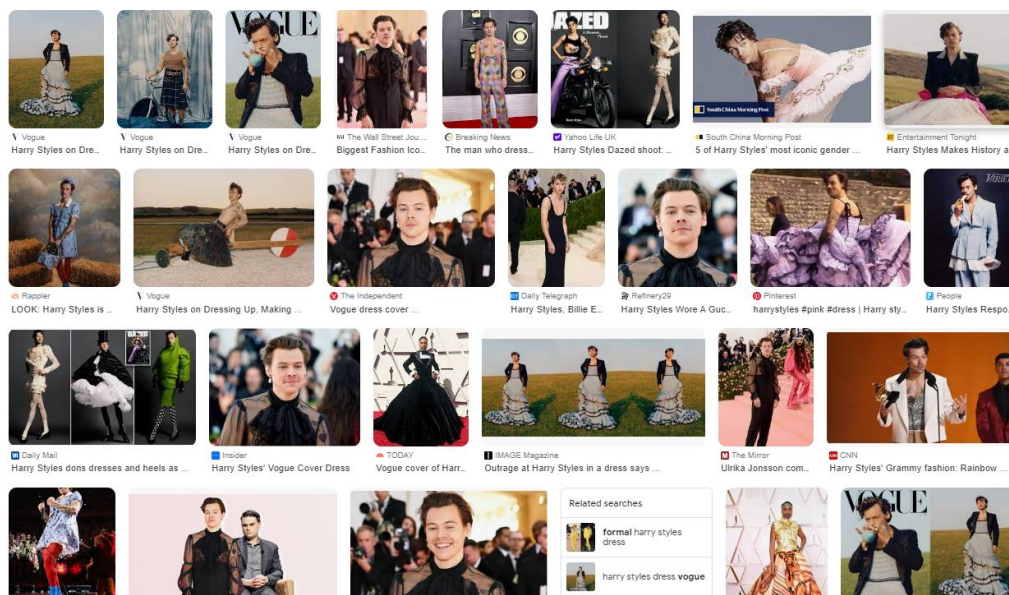 VOGUE
VOGUE
DAZED
South China Morning Post
Vogue
Vogue
Vogue
The Wall Street Jou...
Breaking News
Yahoo Life UK
South China Morning Post
Entertainment Tonight
Harry Styles on Dre...
Harry Styles on Dre...
Harry Styles on Dre...
Biggest Fashion Ico...
The man who dress...
Harry Styles Dazed shoot: ...
5 of Harry Styles' most iconic gender ...
Harry Styles Makes History a
Rappler
Vogue
The Independent
Daily Telegraph
Refinery29
Pinterest
People
LOOK: Harry Styles is ...
Harry Styles on Dressing Up, Making ...
Vogue dress cover ...
Harry Styles, Billie E...
Harry Styles Wore A Guc...
harrystyles #pink #dress | Harry sty...
Harry Styles Respo
DAZED
Daily Mail
Insider
TODAY
IMAGE Magazine
The Mirror
CNN
Harry Styles dons dresses and heels as ...
Harry Styles' Vogue Cover Dress
Vogue cover of Harr...
Outrage at Harry Styles in a dress says ...
Ulrika Jonsson com...
Harry Styles' Grammy fashion: Rainbow ...
Related searches
formal harry styles
dress
harry styles dress vogue
VOGUE